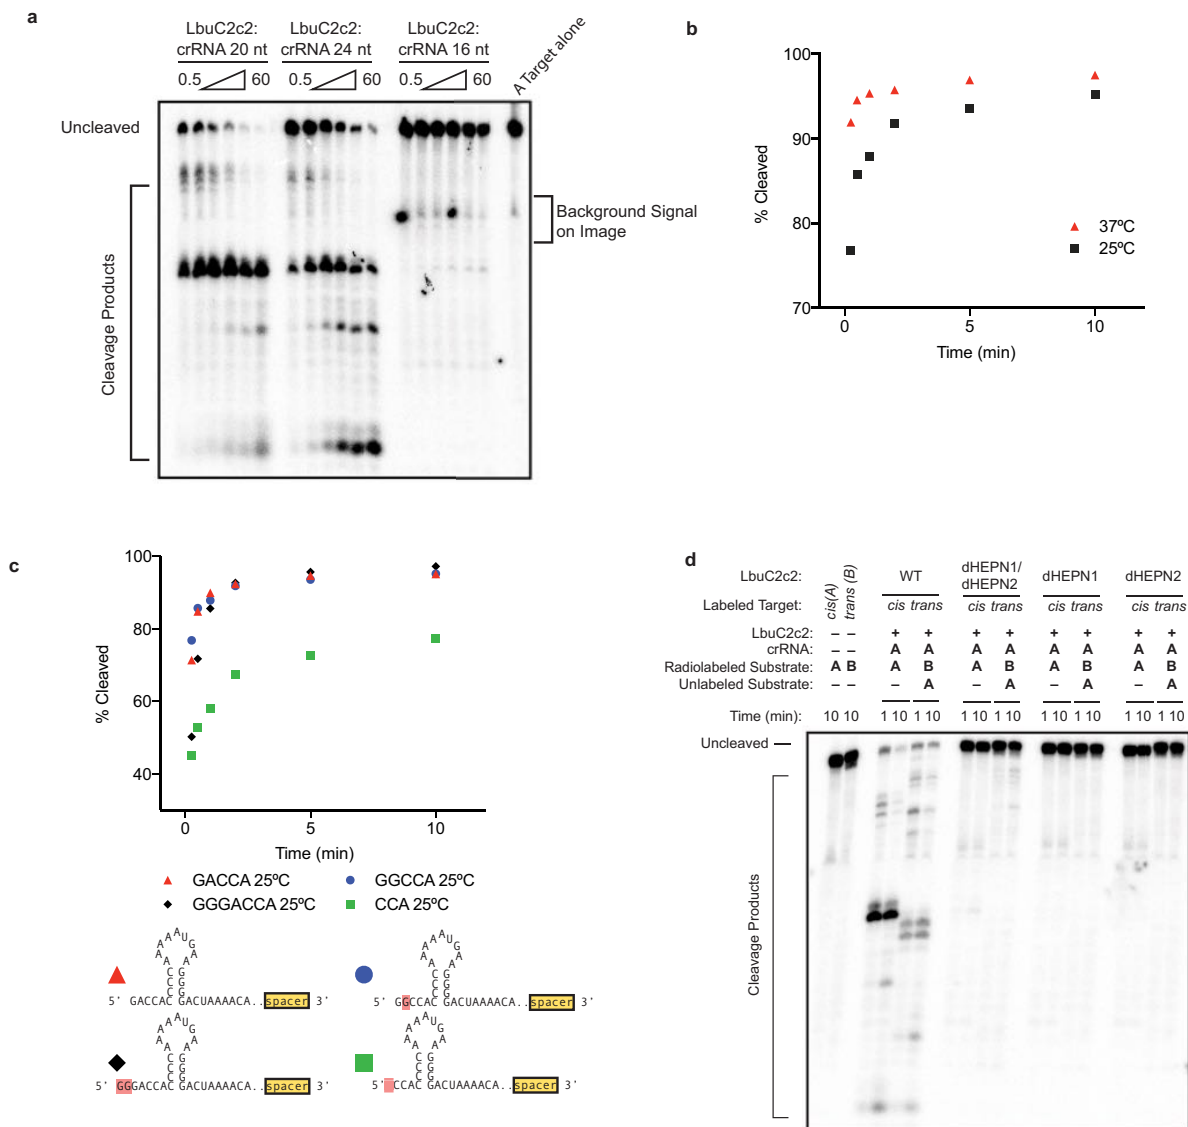 a
LbuC2c2:
crRNA 20 nt
LbuC2c2:
crRNA 24 nt
LbuC2c2:
crRNA 16 nt
A Target alone
0.5 60
0.5 60
0.5 60
Uncleaved
Cleavage Products
Background Signal
on Image
b
100
90
80
70
% Cleaved
37ºC
25ºC
0 5 10
Time (min)
c
100
80
60
40
% Cleaved
0 5 10
Time (min)
GACCA 25ºC
GGCCA 25ºC
GGGACCA 25ºC
CCA 25ºC
5' GACCAC GACUAAAACA..spacer 3'
5' GGCCAC GACUAAAACA..spacer 3'
5' GGGACCAC GACUAAAACA..spacer 3'
5' CCAC GACUAAAACA..spacer 3'
d
LbuC2c2:
cis(A)
trans (B)
WT
dHEPN1/
dHEPN2
dHEPN1
dHEPN2
Labeled Target:
cis trans
cis trans
cis trans
cis trans
LbuC2c2: – – + + + + + + + +
crRNA: – – A A A A A A A A
Radiolabeled Substrate: A B A B A B A B A B
Unlabeled Substrate: – – – A – A – A – A
Time (min): 10 10 1 10 1 10 1 10 1 10 1 10 1 10 1 10 1 10
Uncleaved
Cleavage Products